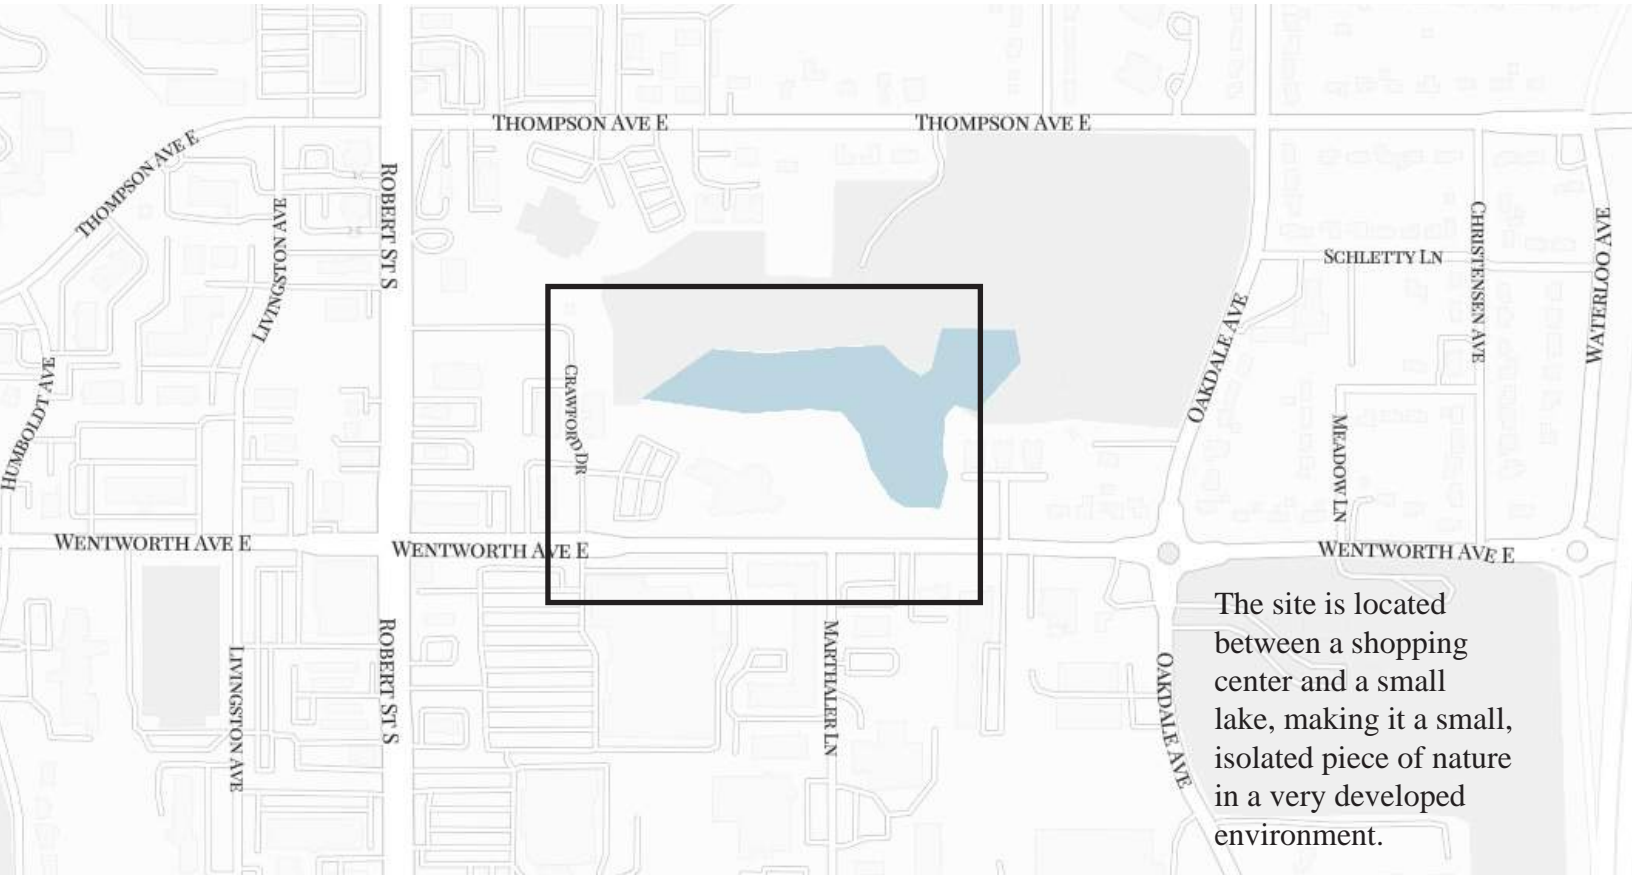 THOMPSON AVE E
THOMPSON AVE E
THOMPSON AVE E
ROBERT ST S
LIVINGSTON AVE
CHRISTENSEN AVE
WATERLOO AVE
SCHLETTY LN
OAKDALE AVE
HUMBOLDT AVE
CRAWFORD DR
MEADOW LN
WENTWORTH AVE E
WENTWORTH AVE E
WENTWORTH AVE E
ROBERT ST S
LIVINGSTON AVE
MARTHALER LN
OAKDALE AVE
The site is located
between a shopping
center and a small
lake, making it a small,
isolated piece of nature
in a very developed
environment.